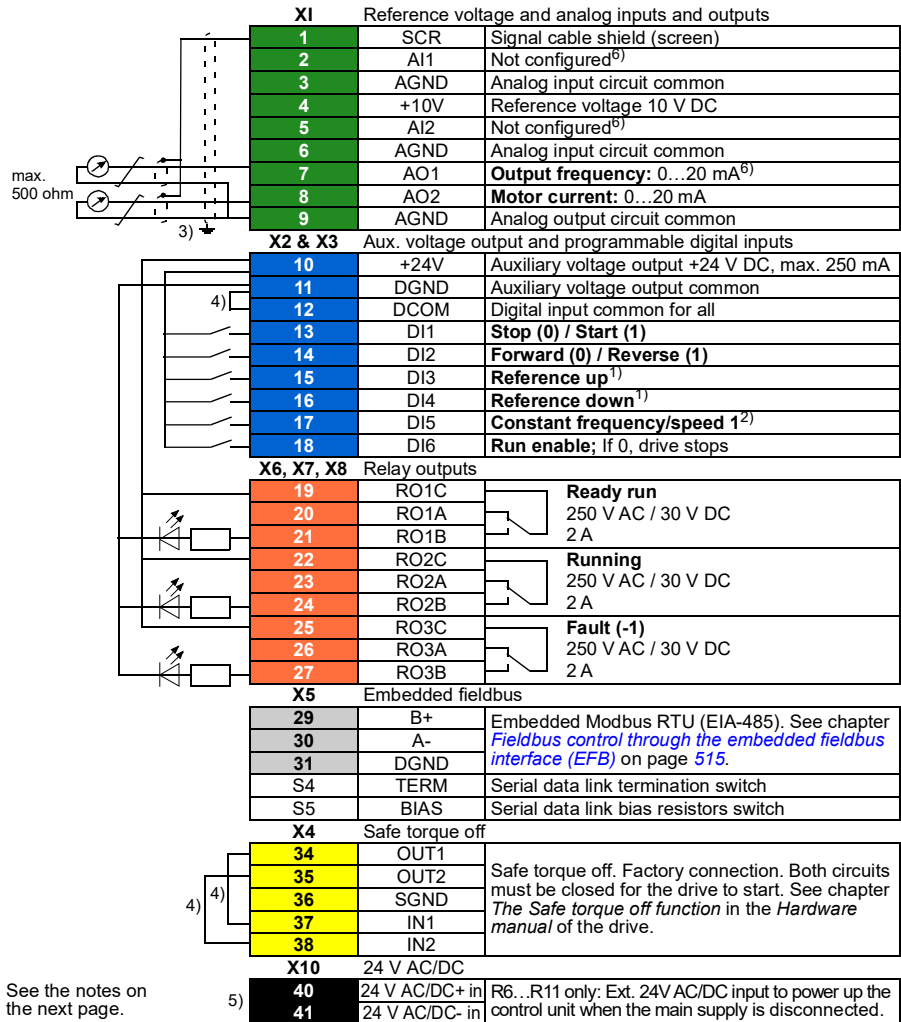 XI Reference voltage and analog inputs and outputs
1 SCR Signal cable shield (screen)
2 AI1 Not configured6)
3 AGND Analog input circuit common
4 +10V Reference voltage 10 V DC
5 AI2 Not configured6)
6 AGND Analog input circuit common
7 AO1 Output frequency: 0…20 mA6)
8 AO2 Motor current: 0…20 mA
9 AGND Analog output circuit common
max.
500 ohm
3)
X2 & X3 Aux. voltage output and programmable digital inputs
10 +24V Auxiliary voltage output +24 V DC, max. 250 mA
11 DGND Auxiliary voltage output common
4)
12 DCOM Digital input common for all
13 DI1 Stop (0) / Start (1)
14 DI2 Forward (0) / Reverse (1)
15 DI3 Reference up1)
16 DI4 Reference down1)
17 DI5 Constant frequency/speed 12)
18 DI6 Run enable; If 0, drive stops
X6, X7, X8 Relay outputs
19 RO1C Ready run
20 RO1A 250 V AC / 30 V DC
21 RO1B 2 A
22 RO2C Running
23 RO2A 250 V AC / 30 V DC
24 RO2B 2 A
25 RO3C Fault (-1)
26 RO3A 250 V AC / 30 V DC
27 RO3B 2 A
X5 Embedded fieldbus
29 B+
30 A-
31 DGND
Embedded Modbus RTU (EIA-485). See chapter
Fieldbus control through the embedded fieldbus
interface (EFB) on page 515.
S4 TERM Serial data link termination switch
S5 BIAS Serial data link bias resistors switch
X4 Safe torque off
34 OUT1
35 OUT2
36 SGND
37 IN1
38 IN2
4)
4)
Safe torque off. Factory connection. Both circuits
must be closed for the drive to start. See chapter
The Safe torque off function in the Hardware
manual of the drive.
X10 24 V AC/DC
40 24 V AC/DC+ in
41 24 V AC/DC- in
R6…R11 only: Ext. 24V AC/DC input to power up the
control unit when the main supply is disconnected.
5)
See the notes on
the next page.